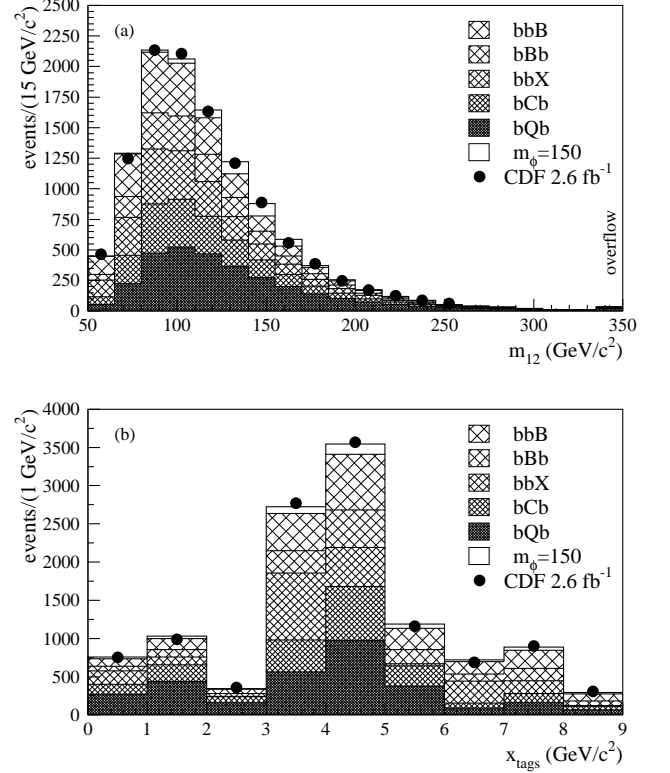 (a)
events/(15 GeV/c²)
2500
2250
2000
1750
1500
1250
1000
750
500
250
0
bbB
bBb
bbX
bCb
bQb
m_ϕ=150
CDF 2.6 fb⁻¹
overflow
50 100 150 200 250 300 350
m₁₂ (GeV/c²)
(b)
events/(1 GeV/c²)
4000
3500
3000
2500
2000
1500
1000
500
0
bbB
bBb
bbX
bCb
bQb
m_ϕ=150
CDF 2.6 fb⁻¹
0 1 2 3 4 5 6 7 8 9
x_tags (GeV/c²)